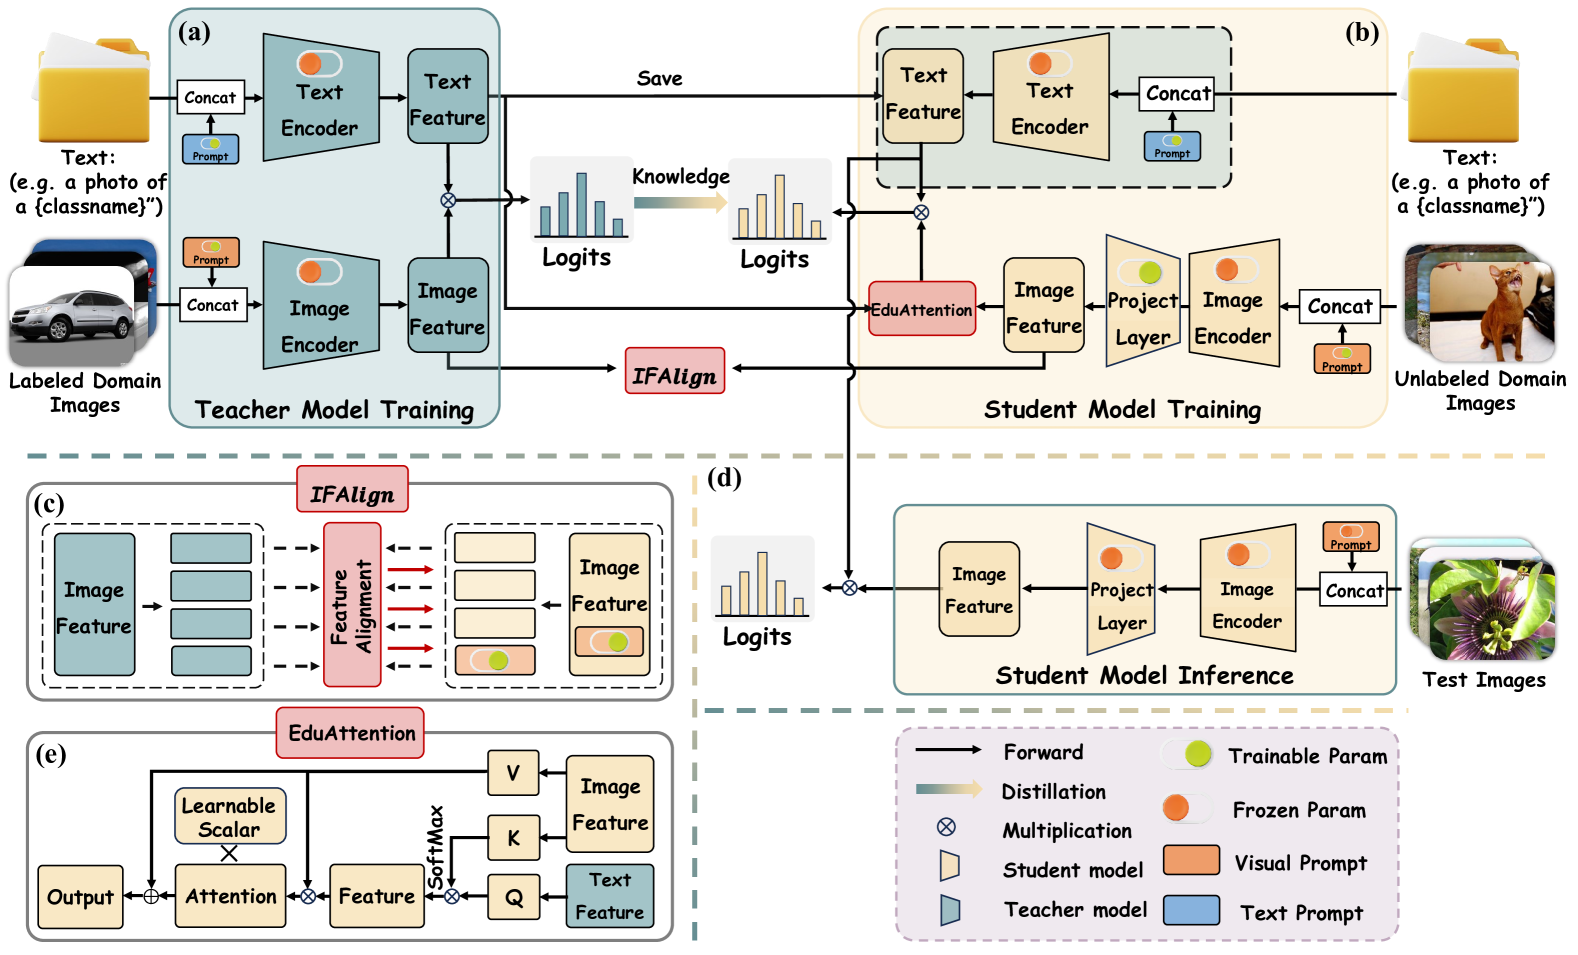 (a)
Text:
(e.g. a photo of
a {classname}")
Concat
Prompt
Text
Encoder
Text
Feature
Labeled Domain
Images
Prompt
Concat
Image
Encoder
Image
Feature
Teacher Model Training
Save
Logits
Knowledge
Logits
IFAlign
(b)
Text
Feature
Text
Encoder
Concat
Prompt
Text:
(e.g. a photo of
a {classname}")
EduAttention
Image
Feature
Project
Layer
Image
Encoder
Concat
Prompt
Unlabeled Domain
Images
Student Model Training
(c)
IFAlign
Image
Feature
Feature
Alignment
Image
Feature
(d)
Logits
Image
Feature
Project
Layer
Image
Encoder
Prompt
Concat
Test Images
Student Model Inference
(e)
EduAttention
V
K
Q
Image
Feature
Text
Feature
SoftMax
Learnable
Scalar
Output
Attention
Feature
Forward
Distillation
Multiplication
Student model
Teacher model
Trainable Param
Frozen Param
Visual Prompt
Text Prompt